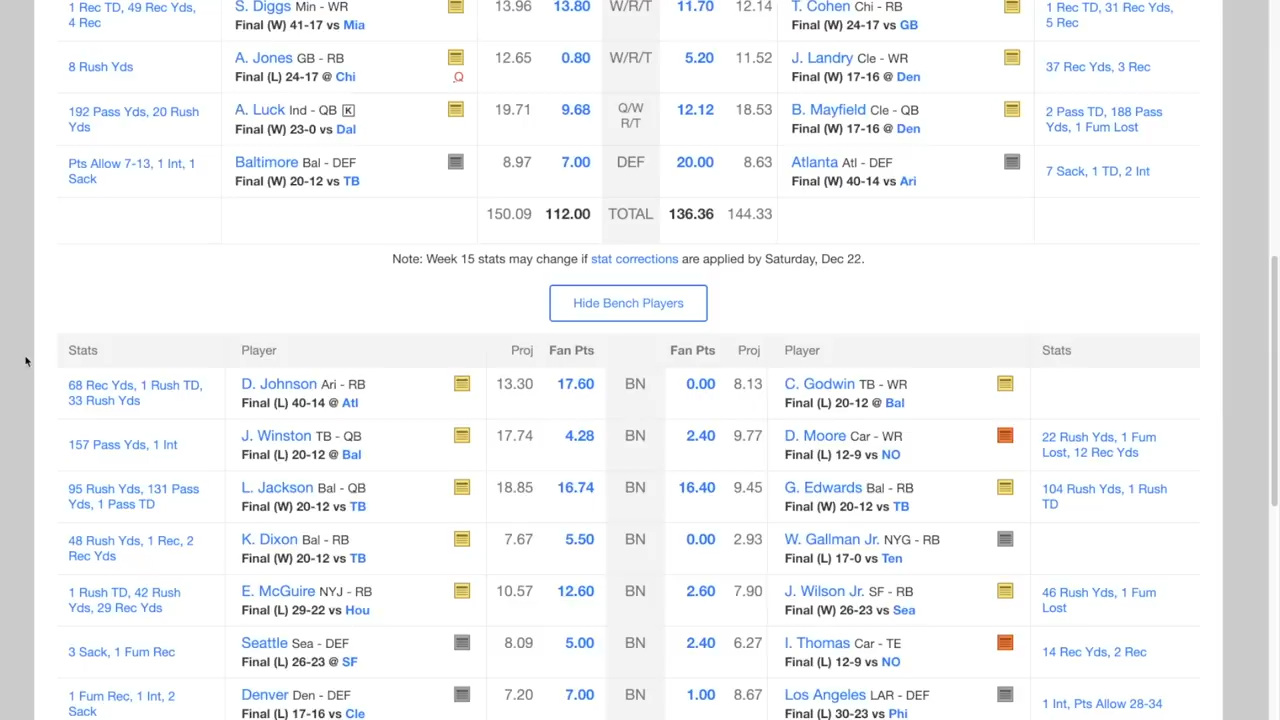 1 Rec TD, 49 Rec Yds, 4 Rec
S. Diggs Min - WR
Final (W) 41-17 vs Mia
13.96 13.80 W/R/T 11.70 12.14
T. Cohen Chi - RB
Final (W) 24-17 vs GB
1 Rec TD, 31 Rec Yds, 5 Rec
8 Rush Yds
A. Jones GB - RB
Final (L) 24-17 @ Chi
Q
12.65 0.80 W/R/T 5.20 11.52
J. Landry Cle - WR
Final (W) 17-16 @ Den
37 Rec Yds, 3 Rec
192 Pass Yds, 20 Rush
Yds
A. Luck Ind - QB K
Final (W) 23-0 vs Dal
19.71 9.68 Q/W
R/T 12.12 18.53
B. Mayfield Cle - QB
Final (W) 17-16 @ Den
2 Pass TD, 188 Pass
Yds, 1 Fum Lost
Pts Allow 7-13, 1 Int, 1
Sack
Baltimore Bal - DEF
Final (W) 20-12 vs TB
8.97 7.00 DEF 20.00 8.63
Atlanta Atl - DEF
Final (W) 40-14 vs Ari
7 Sack, 1 TD, 2 Int
150.09 112.00 TOTAL 136.36 144.33
Note: Week 15 stats may change if stat corrections are applied by Saturday, Dec 22.
Hide Bench Players
Stats Player Proj Fan Pts Fan Pts Proj Player Stats
68 Rec Yds, 1 Rush TD,
33 Rush Yds
D. Johnson Ari - RB
Final (L) 40-14 @ Atl
13.30 17.60 BN 0.00 8.13
C. Godwin TB - WR
Final (L) 20-12 @ Bal
157 Pass Yds, 1 Int
J. Winston TB - QB
Final (L) 20-12 @ Bal
17.74 4.28 BN 2.40 9.77
D. Moore Car - WR
Final (L) 12-9 vs NO
22 Rush Yds, 1 Fum
Lost, 12 Rec Yds
95 Rush Yds, 131 Pass
Yds, 1 Pass TD
L. Jackson Bal - QB
Final (W) 20-12 vs TB
18.85 16.74 BN 16.40 9.45
G. Edwards Bal - RB
Final (W) 20-12 vs TB
104 Rush Yds, 1 Rush
TD
48 Rush Yds, 1 Rec, 2
Rec Yds
K. Dixon Bal - RB
Final (W) 20-12 vs TB
7.67 5.50 BN 0.00 2.93
W. Gallman Jr. NYG - RB
Final (L) 17-0 vs Ten
1 Rush TD, 42 Rush
Yds, 29 Rec Yds
E. McGuire NYJ - RB
Final (L) 29-22 vs Hou
10.57 12.60 BN 2.60 7.90
J. Wilson Jr. SF - RB
Final (W) 26-23 vs Sea
46 Rush Yds, 1 Fum
Lost
3 Sack, 1 Fum Rec
Seattle Sea - DEF
Final (L) 26-23 @ SF
8.09 5.00 BN 2.40 6.27
I. Thomas Car - TE
Final (L) 12-9 vs NO
14 Rec Yds, 2 Rec
1 Fum Rec, 1 Int, 2
Sack
Denver Den - DEF
Final (L) 17-16 vs Cle
7.20 7.00 BN 1.00 8.67
Los Angeles LAR - DEF
Final (L) 30-23 vs Phi
1 Int, Pts Allow 28-34